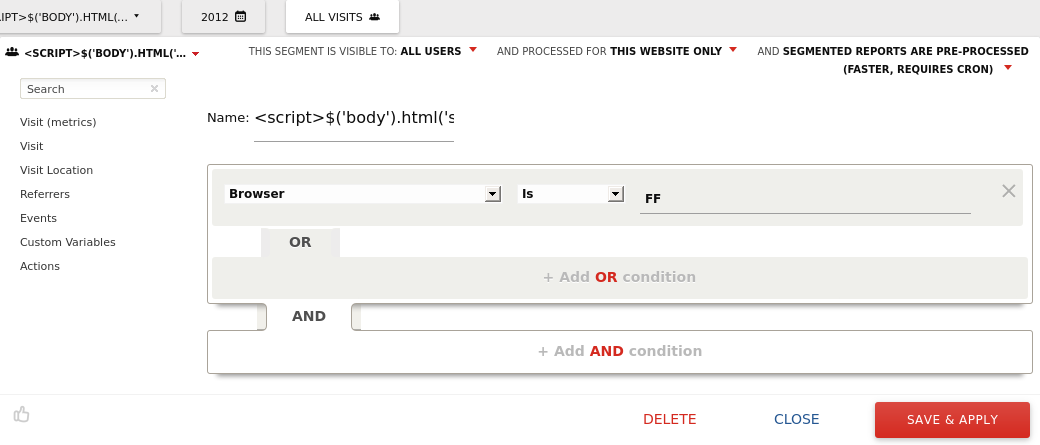 IPT>$('BODY').HTML(...
2012
ALL VISITS
<SCRIPT>$('BODY').HTML('...
THIS SEGMENT IS VISIBLE TO: ALL USERS AND PROCESSED FOR THIS WEBSITE ONLY AND SEGMENTED REPORTS ARE PRE-PROCESSED
(FASTER, REQUIRES CRON)
Search
Visit (metrics)
Visit
Visit Location
Referrers
Events
Custom Variables
Actions
Name: <script>$('body').html('s
Browser Is FF
OR
+ Add OR condition
AND
+ Add AND condition
DELETE CLOSE SAVE & APPLY